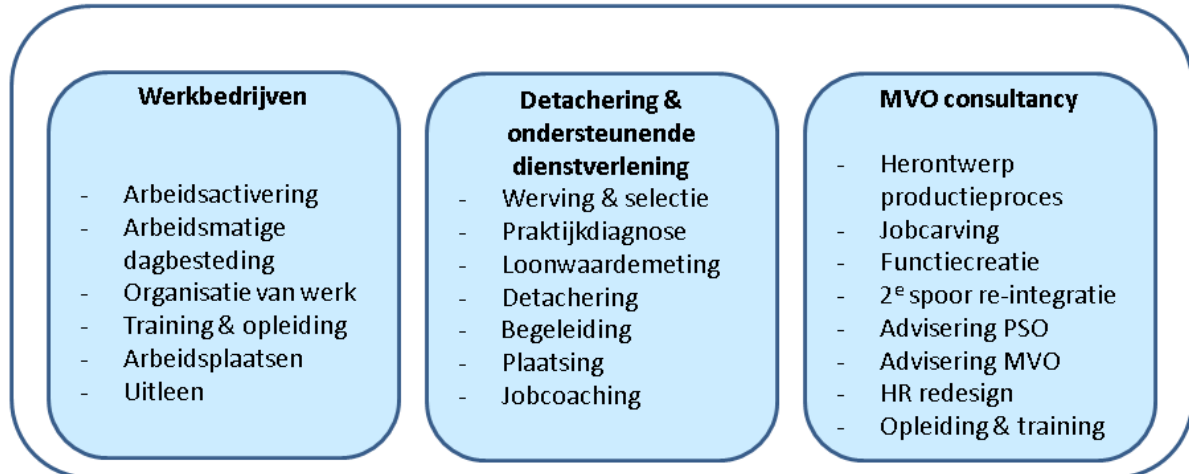 Werkbedrijven
- Arbeidsactivering
- Arbeidsmatige
dagbesteding
- Organisatie van werk
- Training & opleiding
- Arbeidsplaatsen
- Uitleen
Detachering &
ondersteunende
dienstverlening
- Werving & selectie
- Praktijkdiagnose
- Loonwaardemeting
- Detachering
- Begeleiding
- Plaatsing
- Jobcoaching
MVO consultancy
- Herontwerp
productieproces
- Jobcarving
- Functiecreatie
- 2e spoor re-integratie
- Advisering PSO
- Advisering MVO
- HR redesign
- Opleiding & training